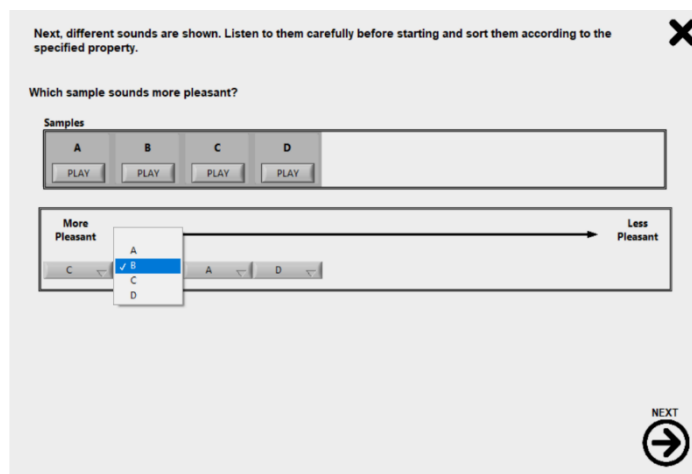 Next, different sounds are shown. Listen to them carefully before starting and sort them according to the
specified property.
Which sample sounds more pleasant?
Samples
A B C D
PLAY PLAY PLAY PLAY
More
Pleasant
Less
Pleasant
C A D
A
B
C
D
NEXT